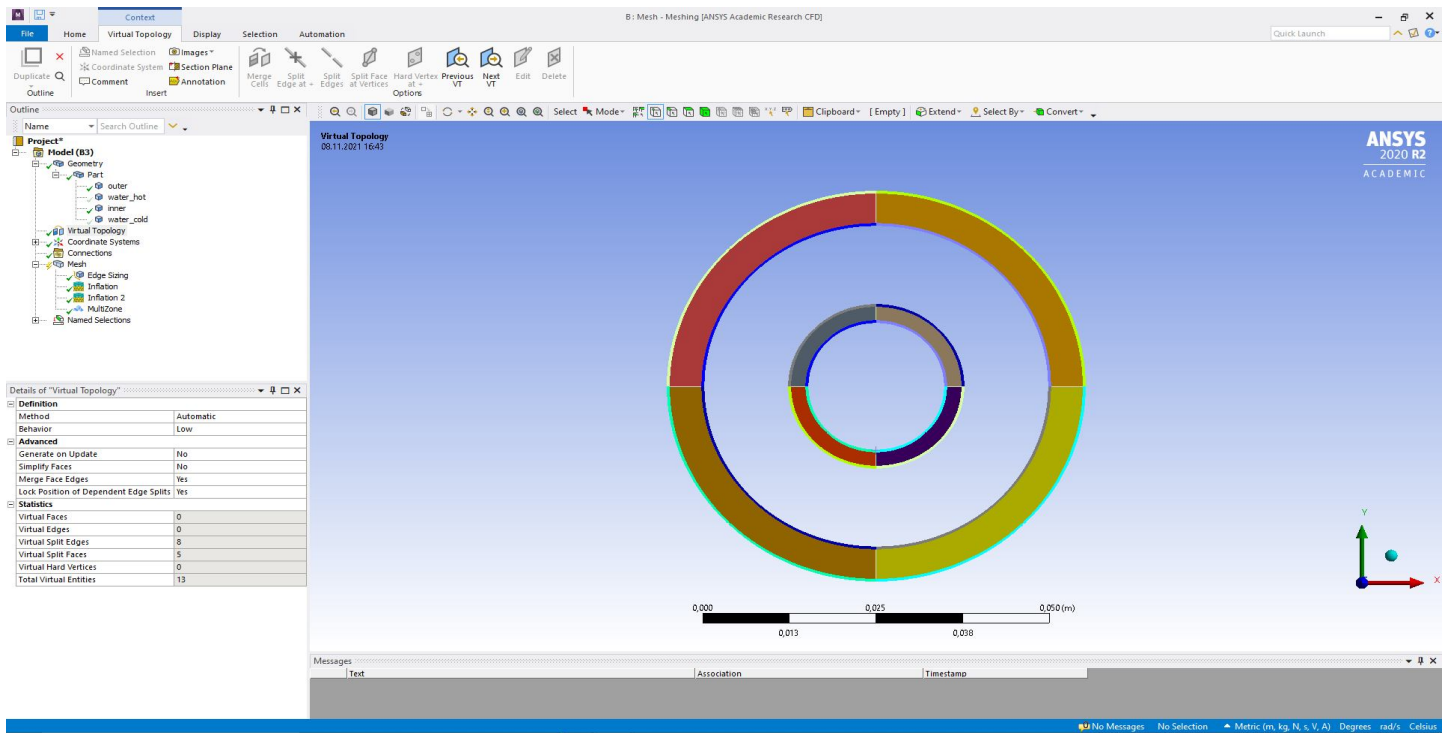 Context
B : Mesh - Meshing [ANSYS Academic Research CFD]
File Home Virtual Topology Display Selection Automation
Quick Launch
Duplicate
Outline
Named Selection
Coordinate System
Comment
Images
Section Plane
Annotation
Insert
Merge Cells
Split Edge at +
Split Edges
Split Face at Vertices
Hard Vertex at +
Previous VT
Next VT
Edit
Delete
Options
Outline
Name Search Outline
Select Mode Clipboard [ Empty ] Extend Select By Convert
Project*
Model (B3)
Geometry
Part
outer
water_hot
inner
water_cold
Virtual Topology
Coordinate Systems
Connections
Mesh
Edge Sizing
Inflation
Inflation 2
MultiZone
Named Selections
Details of "Virtual Topology"
Definition
Method Automatic
Behavior Low
Advanced
Generate on Update No
Simplify Faces No
Merge Face Edges Yes
Lock Position of Dependent Edge Splits Yes
Statistics
Virtual Faces 0
Virtual Edges 0
Virtual Split Edges 8
Virtual Split Faces 5
Virtual Hard Vertices 0
Total Virtual Entities 13
Virtual Topology
08.11.2021 16:43
ANSYS
2020 R2
ACADEMIC
Y
X
0,000 0,025 0,050 (m)
0,013 0,038
Messages
Text Association Timestamp
No Messages No Selection Metric (m, kg, N, s, V, A) Degrees rad/s Celsius